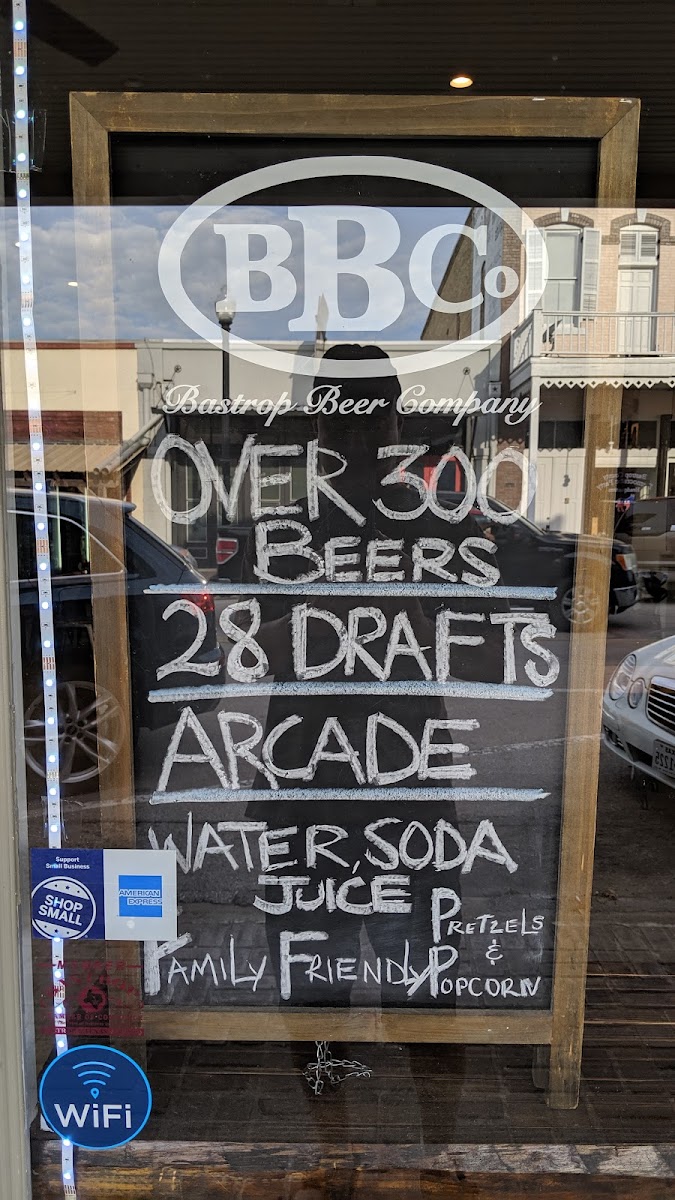 BBCo
Bastrop Beer Company
OVER 300
BEERS
28 DRAFTS
ARCADE
WATER, SODA
JUICE
PRETZELS
&
POPCORN
FAMILY FRIENDLY
Support
Small Business
SHOP
SMALL
AMERICAN
EXPRESS
WiFi